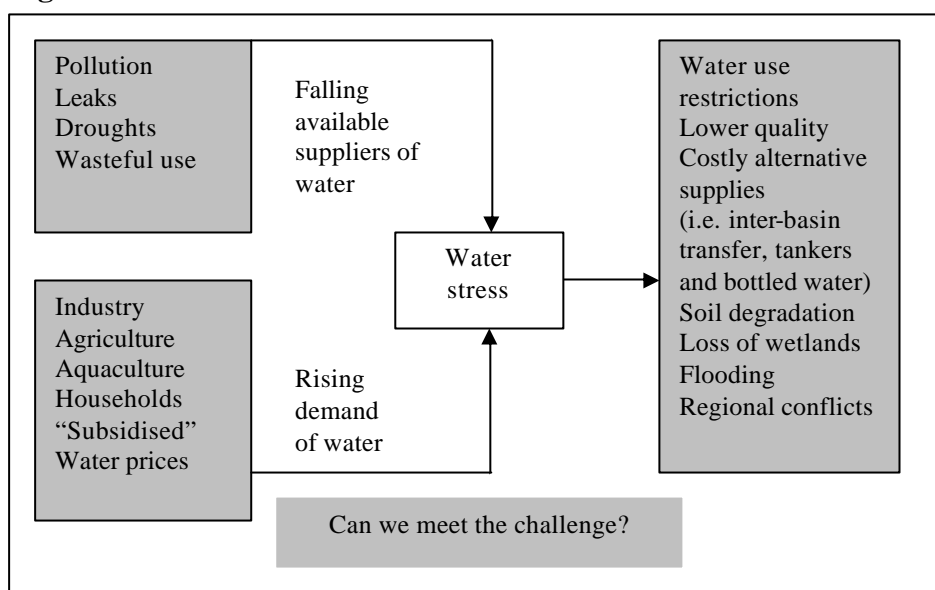 Pollution
Leaks
Droughts
Wasteful use
Falling
available
suppliers of
water
Water use
restrictions
Lower quality
Costly alternative
supplies
(i.e. inter-basin
transfer, tankers
and bottled water)
Soil degradation
Loss of wetlands
Flooding
Regional conflicts
Water
stress
Industry
Agriculture
Aquaculture
Households
“Subsidised”
Water prices
Rising
demand
of water
Can we meet the challenge?